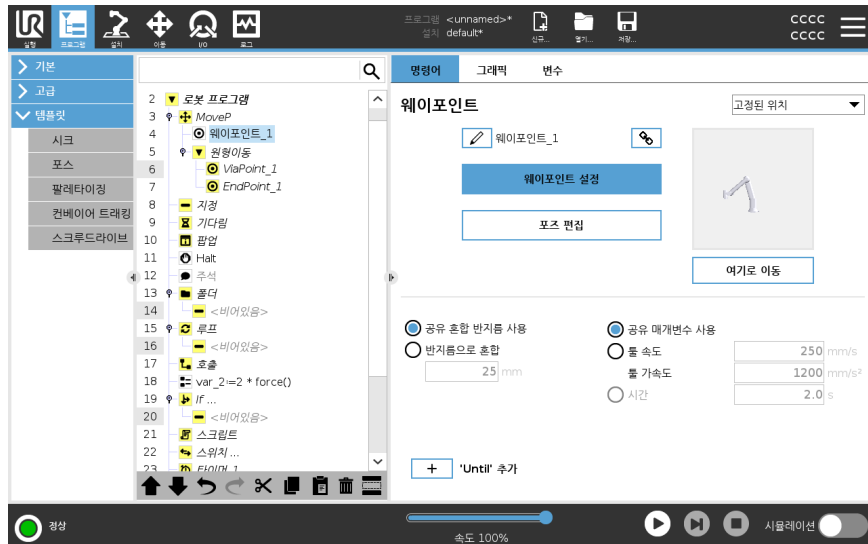 프로그램 <unnamed>*
설치 default*
실행
프로그램
설치
이동
I/O
로그
신규...
열기...
저장...
CCCC
CCCC
기본
고급
템플릿
시크
포스
팔레타이징
컨베이어 트래킹
스크루드라이브
2 로봇 프로그램
3 MoveP
4 웨이포인트_1
5 원형이동
6 ViaPoint_1
7 EndPoint_1
8 지정
9 기다림
10 팝업
11 Halt
12 주석
13 폴더
14 <비어있음>
15 루프
16 <비어있음>
17 호출
18 var_2:=2 * force()
19 If ...
20 <비어있음>
21 스크립트
22 스위치 ...
23 타이머_1
명령어 그래픽 변수
웨이포인트
고정된 위치
웨이포인트_1
웨이포인트 설정
포즈 편집
여기로 이동
공유 혼합 반지름 사용
반지름으로 혼합
25 mm
공유 매개변수 사용
툴 속도 250 mm/s
툴 가속도 1200 mm/s²
시간 2.0 s
+ 'Until' 추가
정상
속도 100%
시뮬레이션